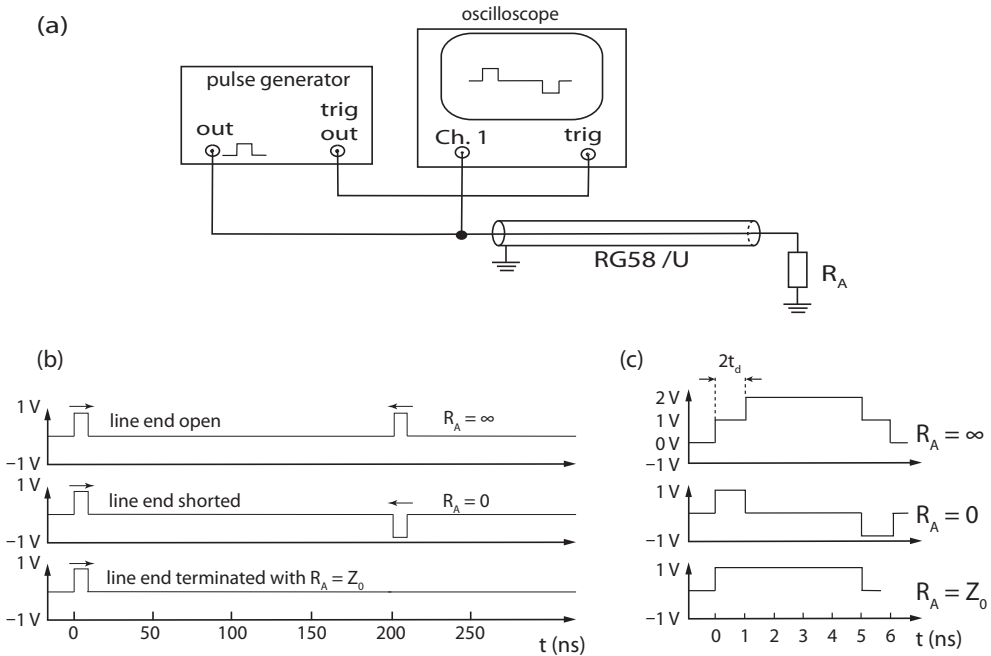 (a)
oscilloscope
pulse generator
trig
out
out
Ch. 1
trig
RG58 /U
R_A
(b)
1 V
line end open
R_A = ∞
−1 V
1 V
line end shorted
R_A = 0
−1 V
1 V
line end terminated with R_A = Z_0
−1 V
0 50 100 150 200 250
t (ns)
(c)
2t_d
2 V
1 V
0 V
−1 V
R_A = ∞
1 V
−1 V
R_A = 0
1 V
−1 V
R_A = Z_0
0 1 2 3 4 5 6 t (ns)